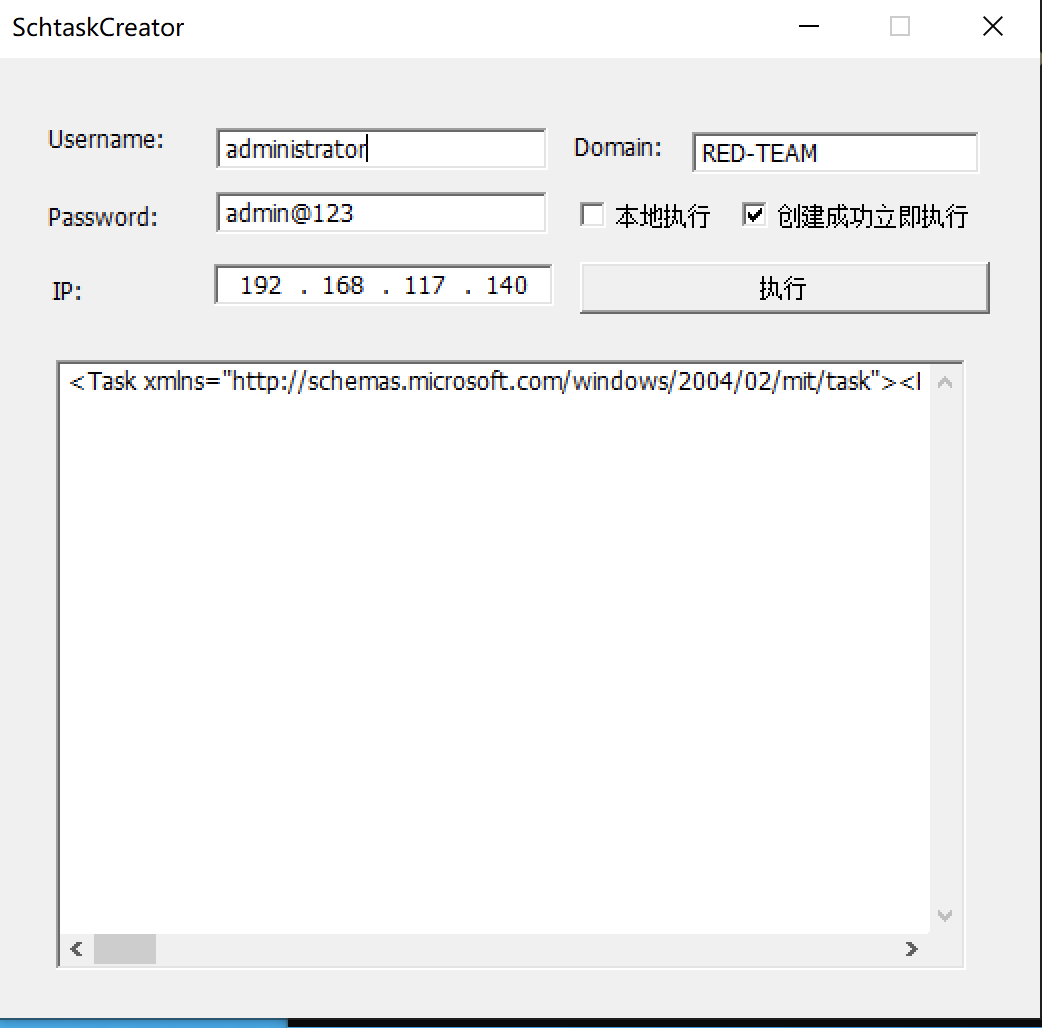 SchtaskCreator
Username: administrator Domain: RED-TEAM
Password: admin@123 本地执行 创建成功立即执行
IP: 192 . 168 . 117 . 140 执行
<Task xmlns="http://schemas.microsoft.com/windows/2004/02/mit/task"><